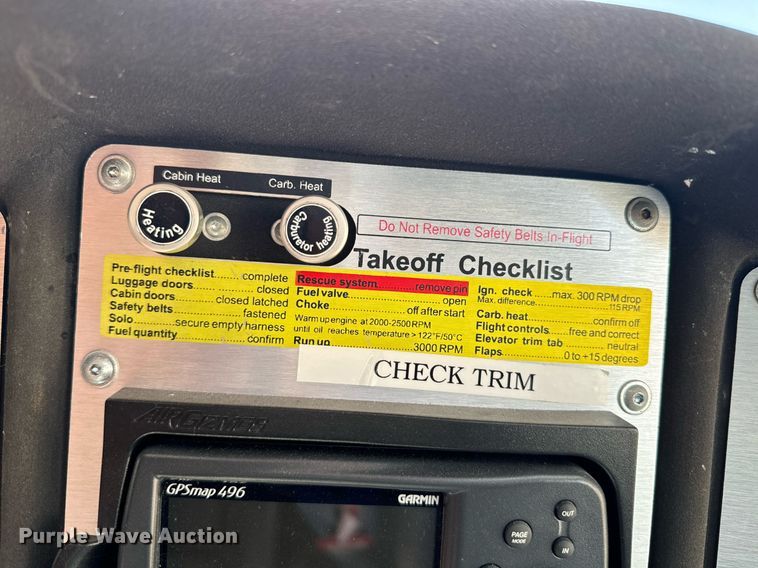 Cabin Heat
Carb. Heat
Heating
Carburetor heating
Do Not Remove Safety Belts In-Flight
Takeoff Checklist
Pre-flight checklist........ complete
Luggage doors.............. closed
Cabin doors........closed latched
Safety belts.................. fastened
Solo............secure empty harness
Fuel quantity.................. confirm
Rescue system............remove pin
Fuel valve.......................... open
Choke..................off after start
Warm up engine at 2000-2500 RPM
until oil reaches temperature > 122°F/50°C
Run up.....................3000 RPM
Ign. check......max. 300 RPM drop
Max. difference.....................115 RPM
Carb. heat...................confirm off
Flight controls......free and correct
Elevator trim tab............. neutral
Flaps................0 to +15 degrees
CHECK TRIM
AIRGIZMOS
GPSmap 496
GARMIN
OUT
PAGE
MODE
IN
Purple Wave Auction